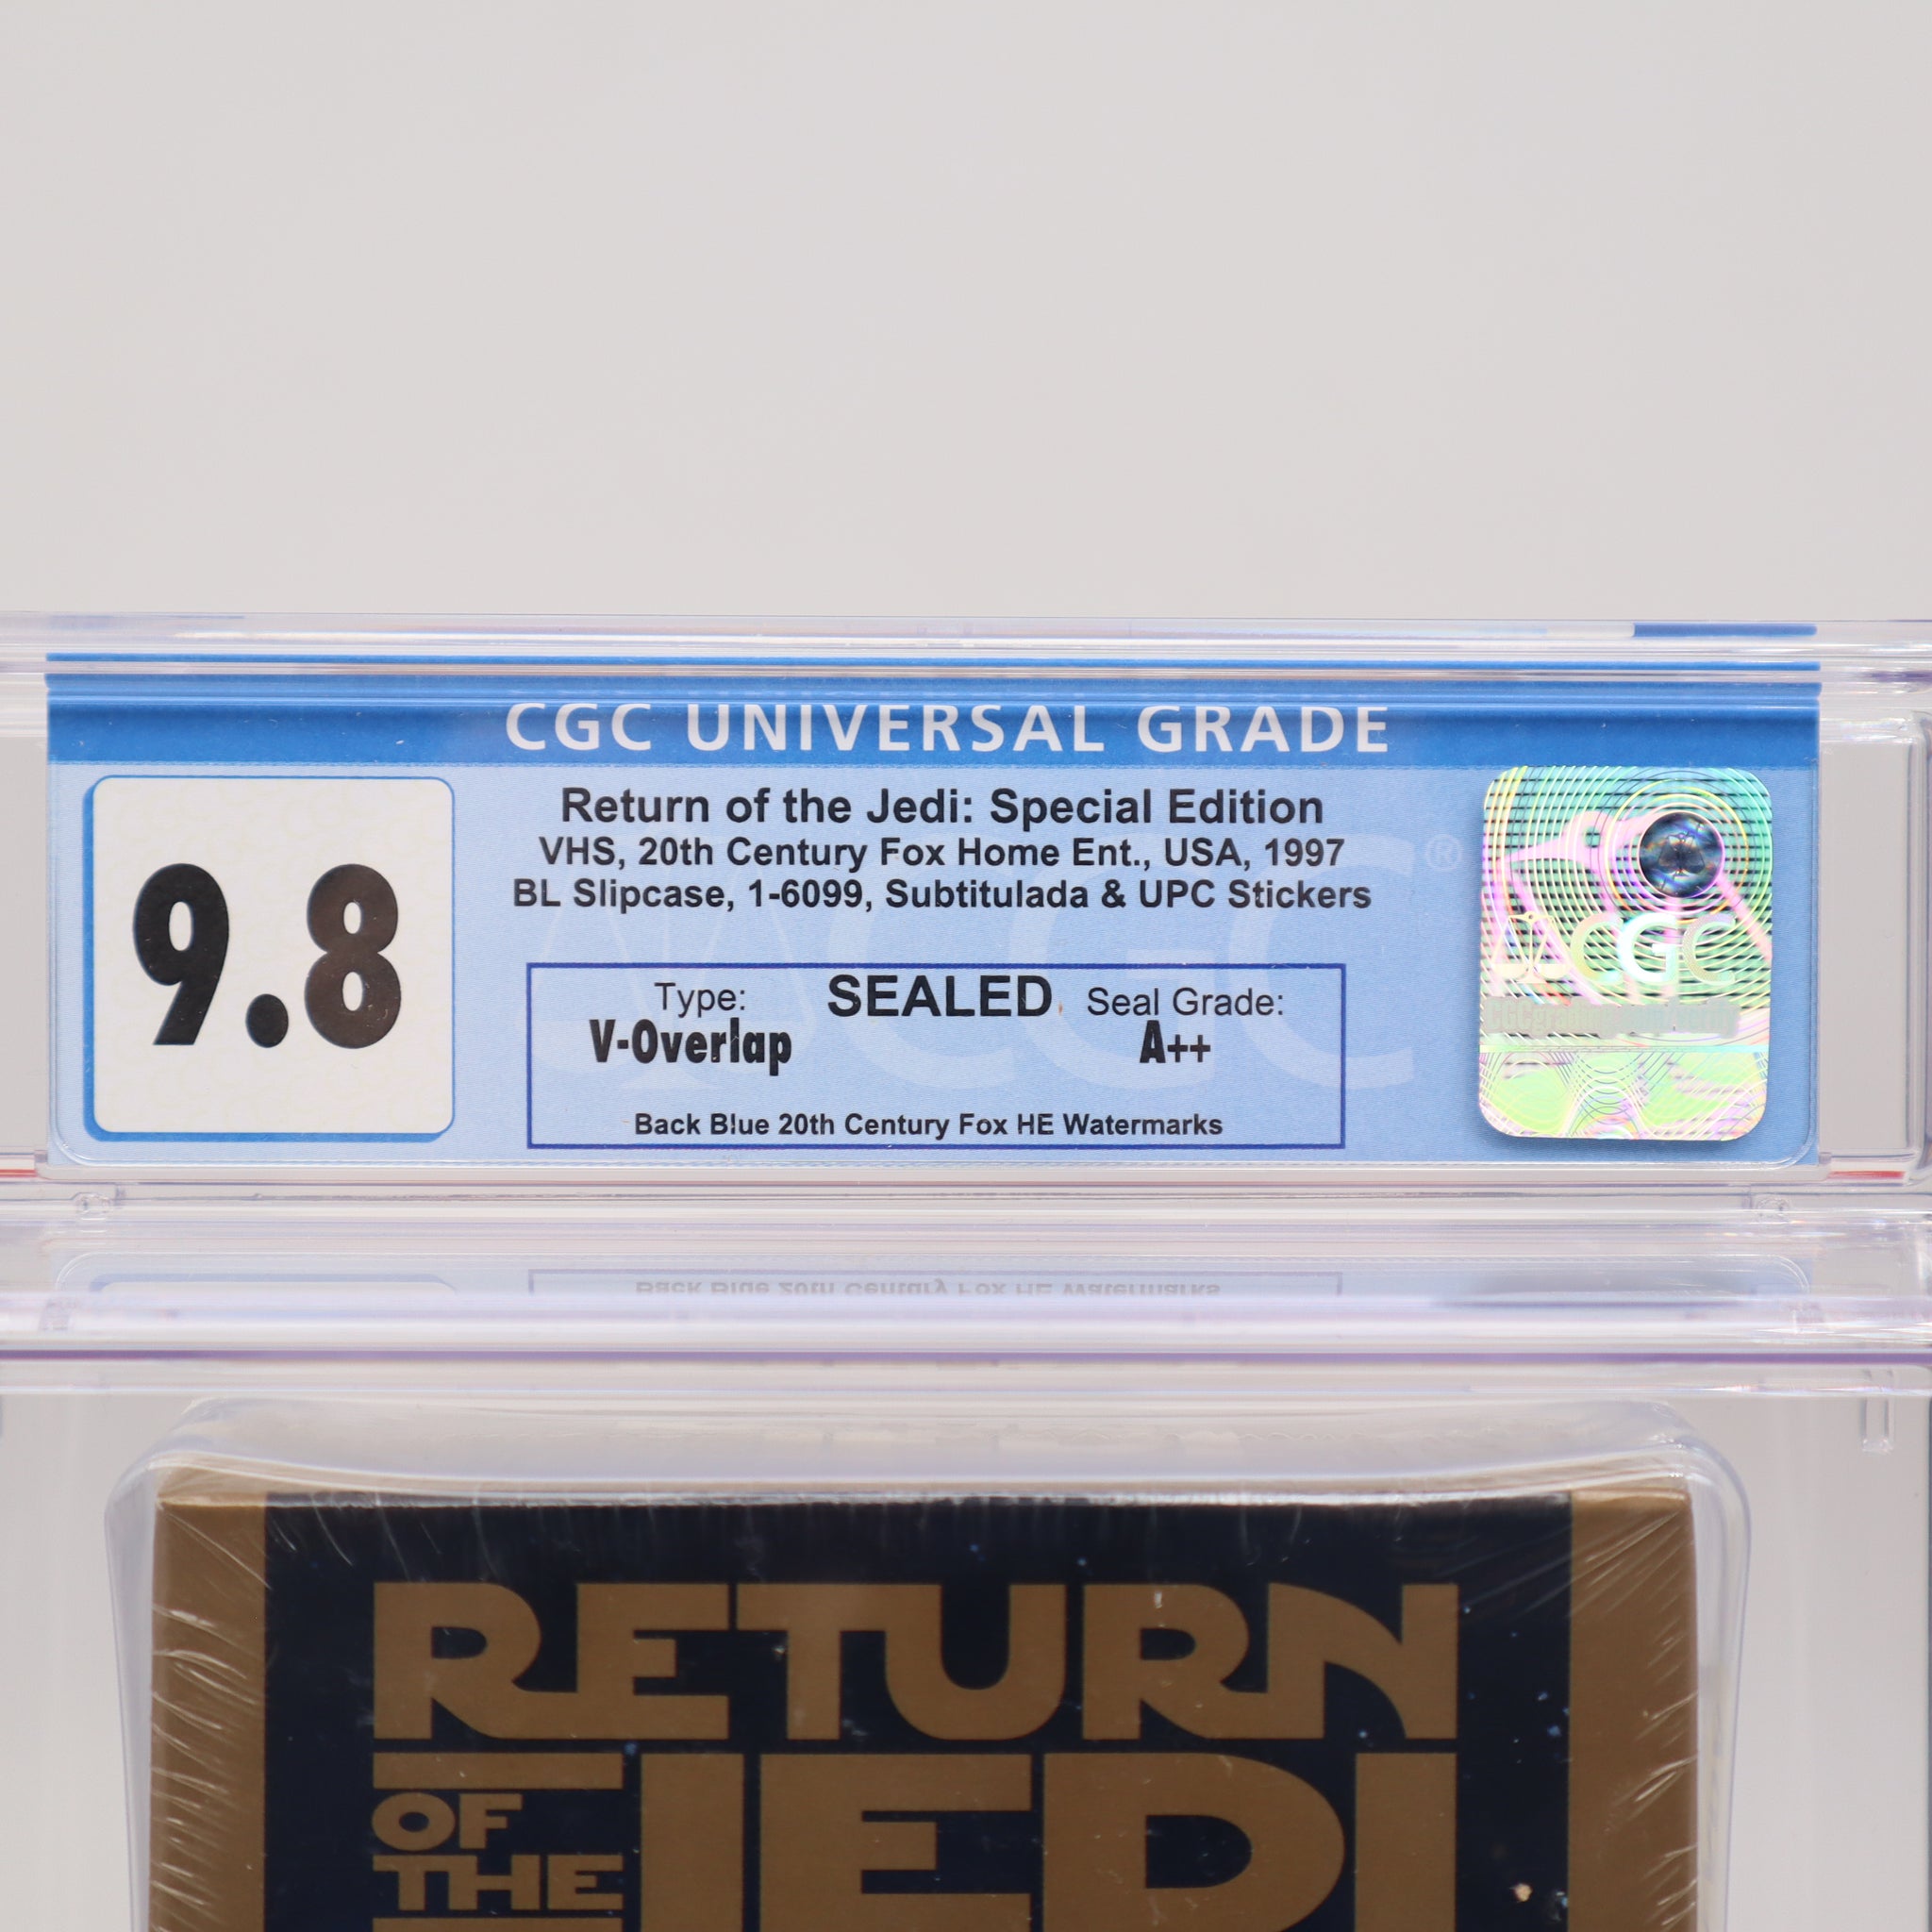 CGC UNIVERSAL GRADE
9.8
Return of the Jedi: Special Edition
VHS, 20th Century Fox Home Ent., USA, 1997
BL Slipcase, 1-6099, Subtitulada & UPC Stickers
Type: SEALED Seal Grade:
V-Overlap A++
Back Blue 20th Century Fox HE Watermarks
CGC
RETURN
OF
THE
JEDI